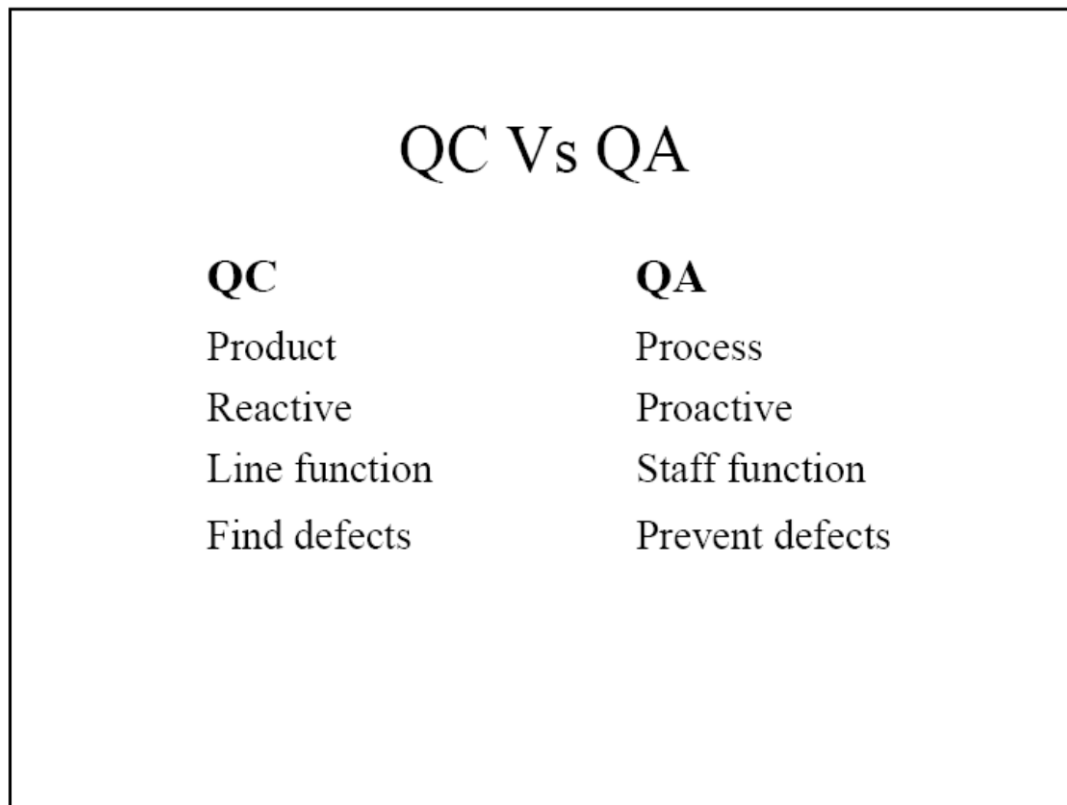 QC Vs QA
QC QA
Product Process
Reactive Proactive
Line function Staff function
Find defects Prevent defects